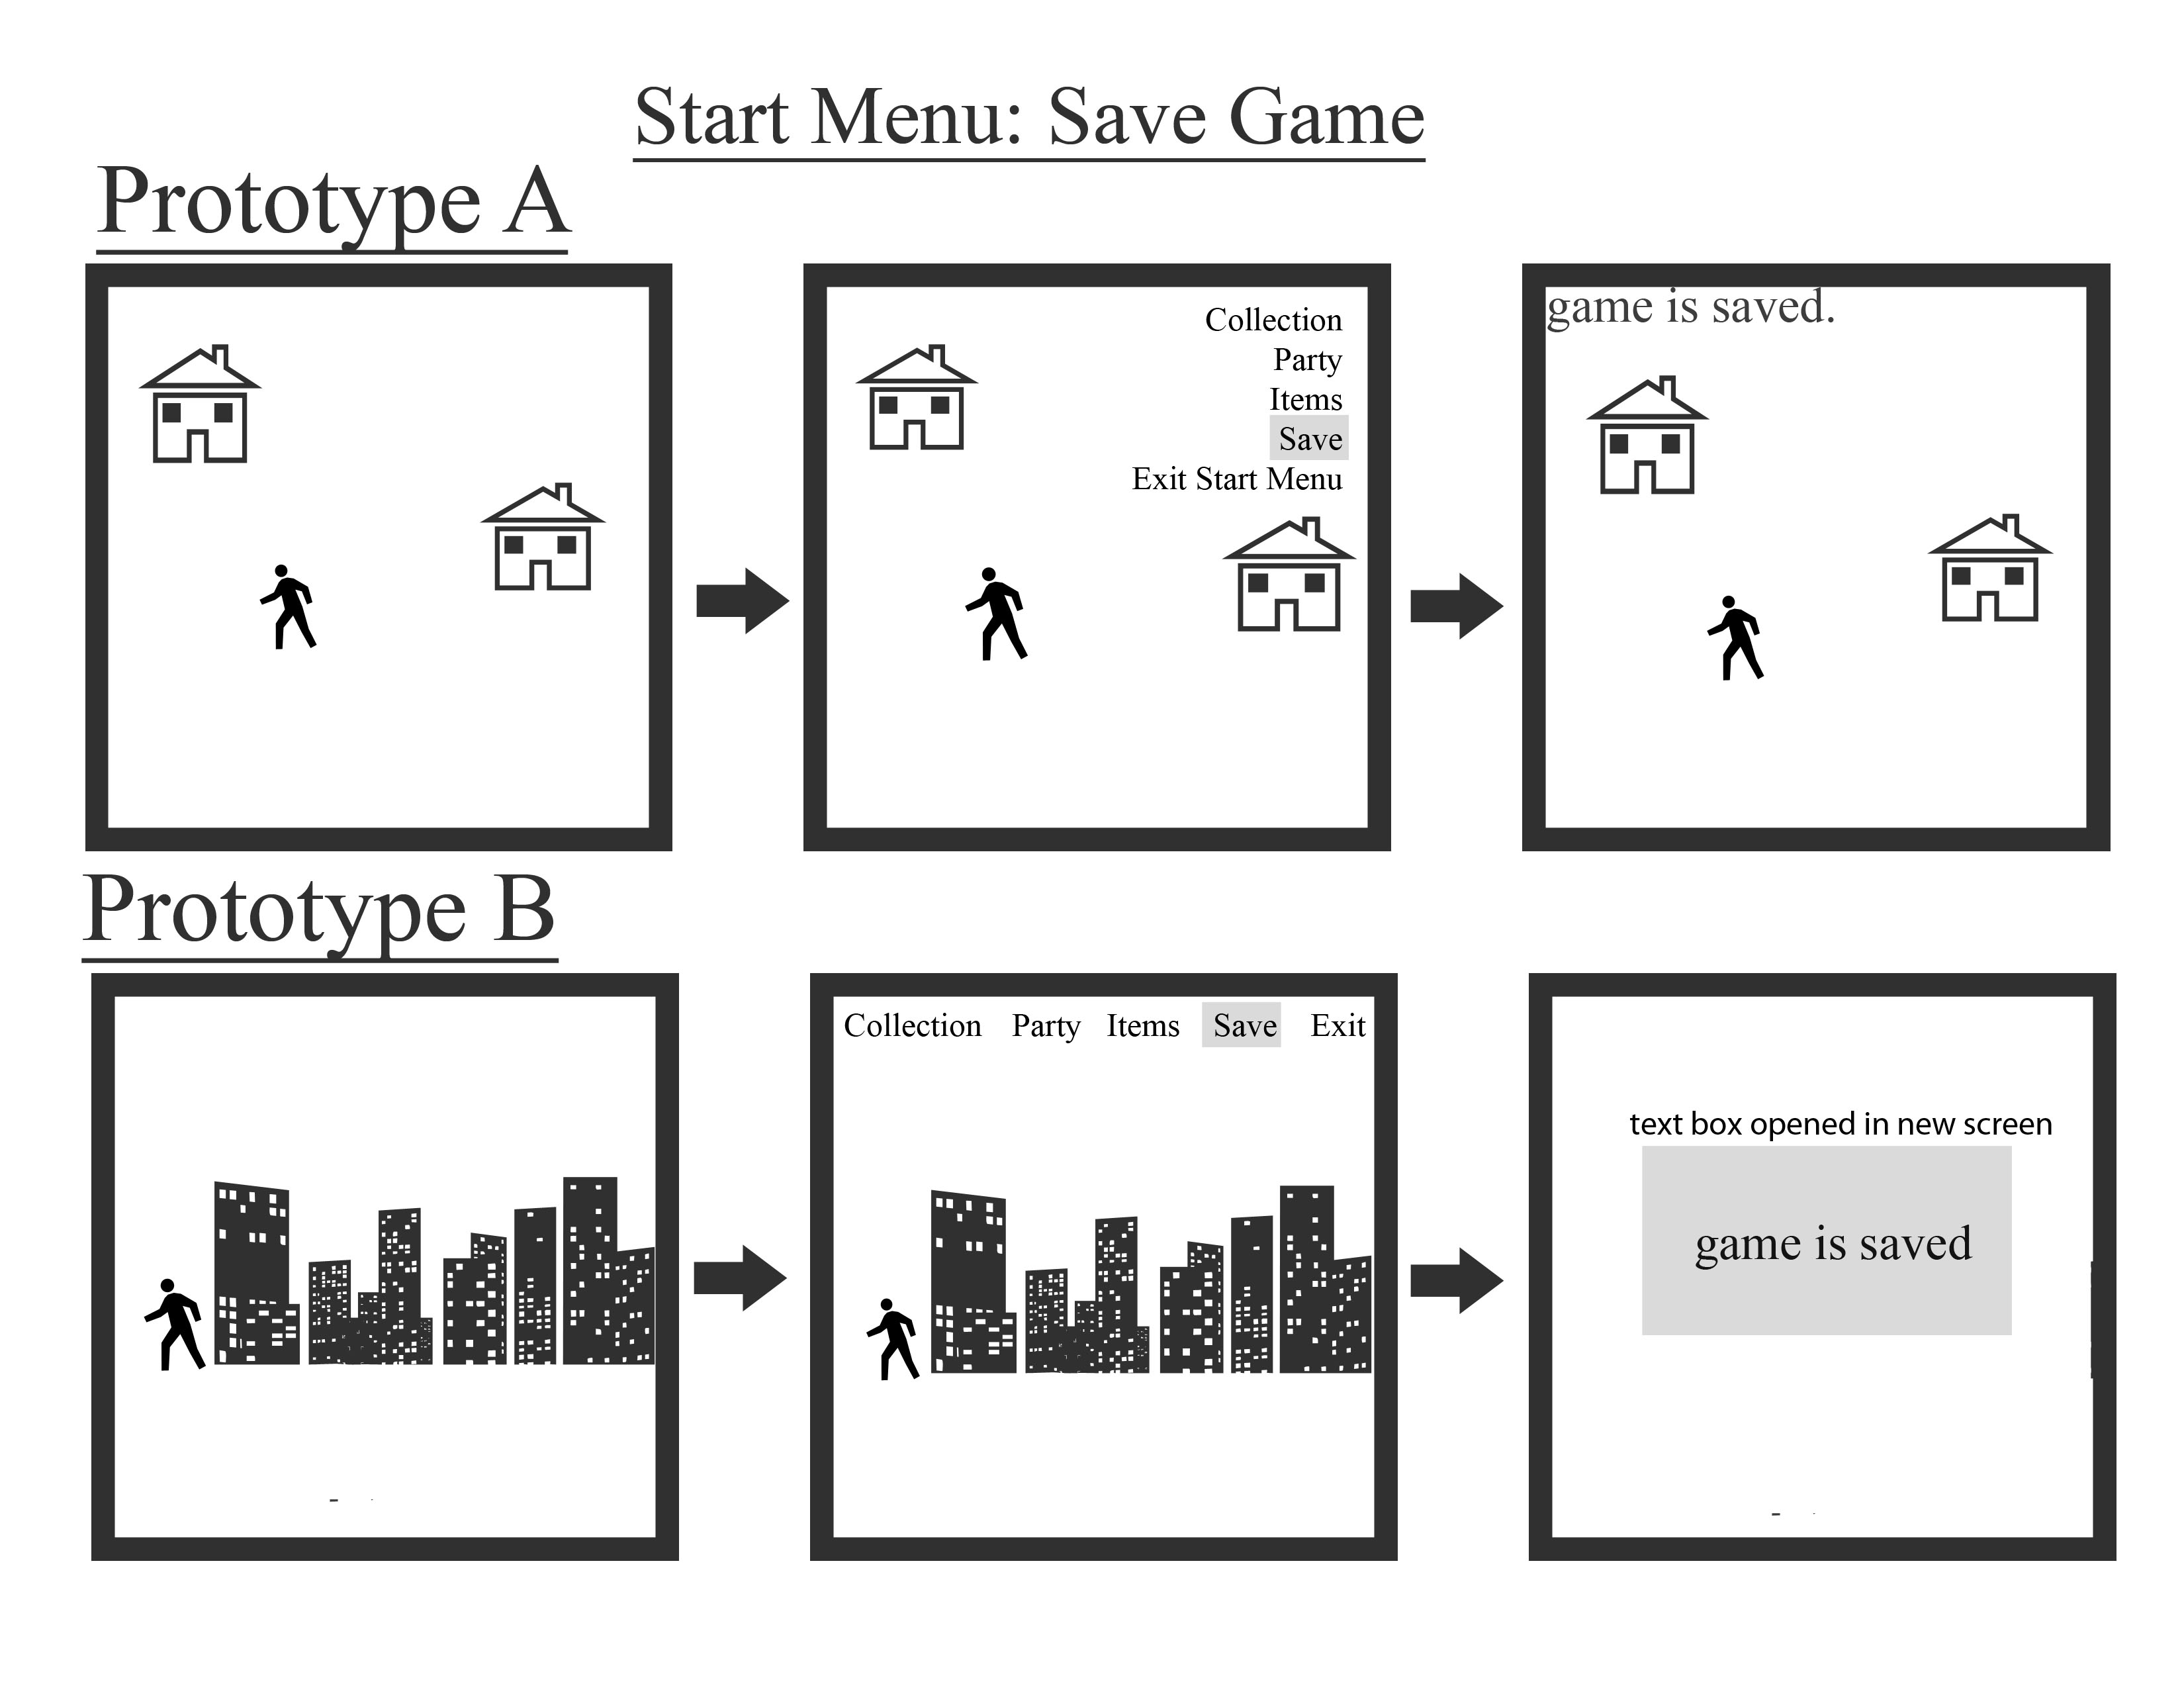 Start Menu: Save Game
Prototype A
Collection
Party
Items
Save
Exit Start Menu
game is saved.
Prototype B
Collection Party Items Save Exit
text box opened in new screen
game is saved